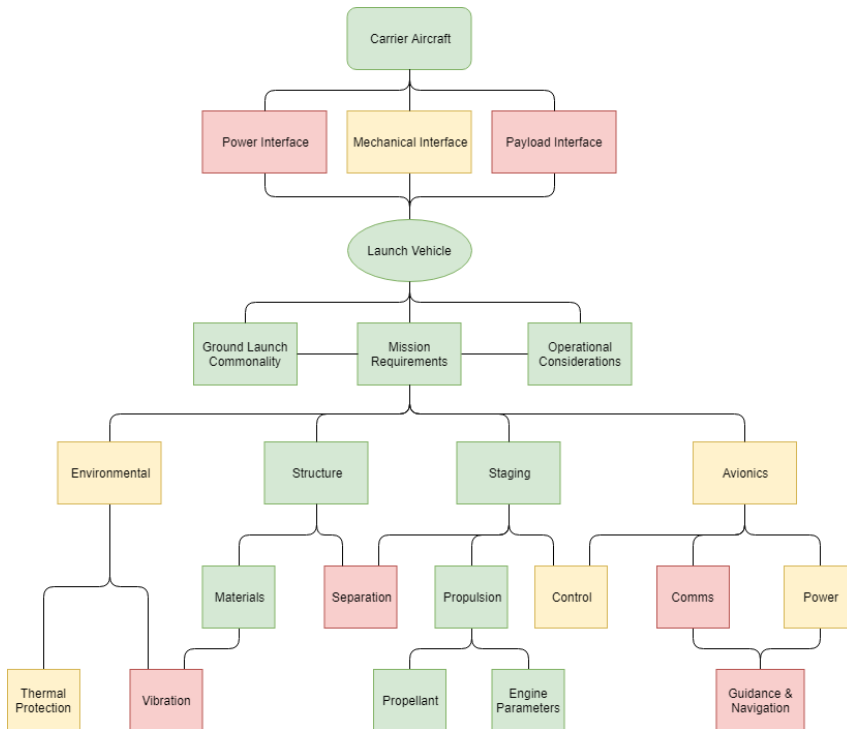 Carrier Aircraft
Power Interface
Mechanical Interface
Payload Interface
Launch Vehicle
Ground Launch
Commonality
Mission
Requirements
Operational
Considerations
Environmental
Structure
Staging
Avionics
Materials
Separation
Propulsion
Control
Comms
Power
Thermal
Protection
Vibration
Propellant
Engine
Parameters
Guidance &
Navigation